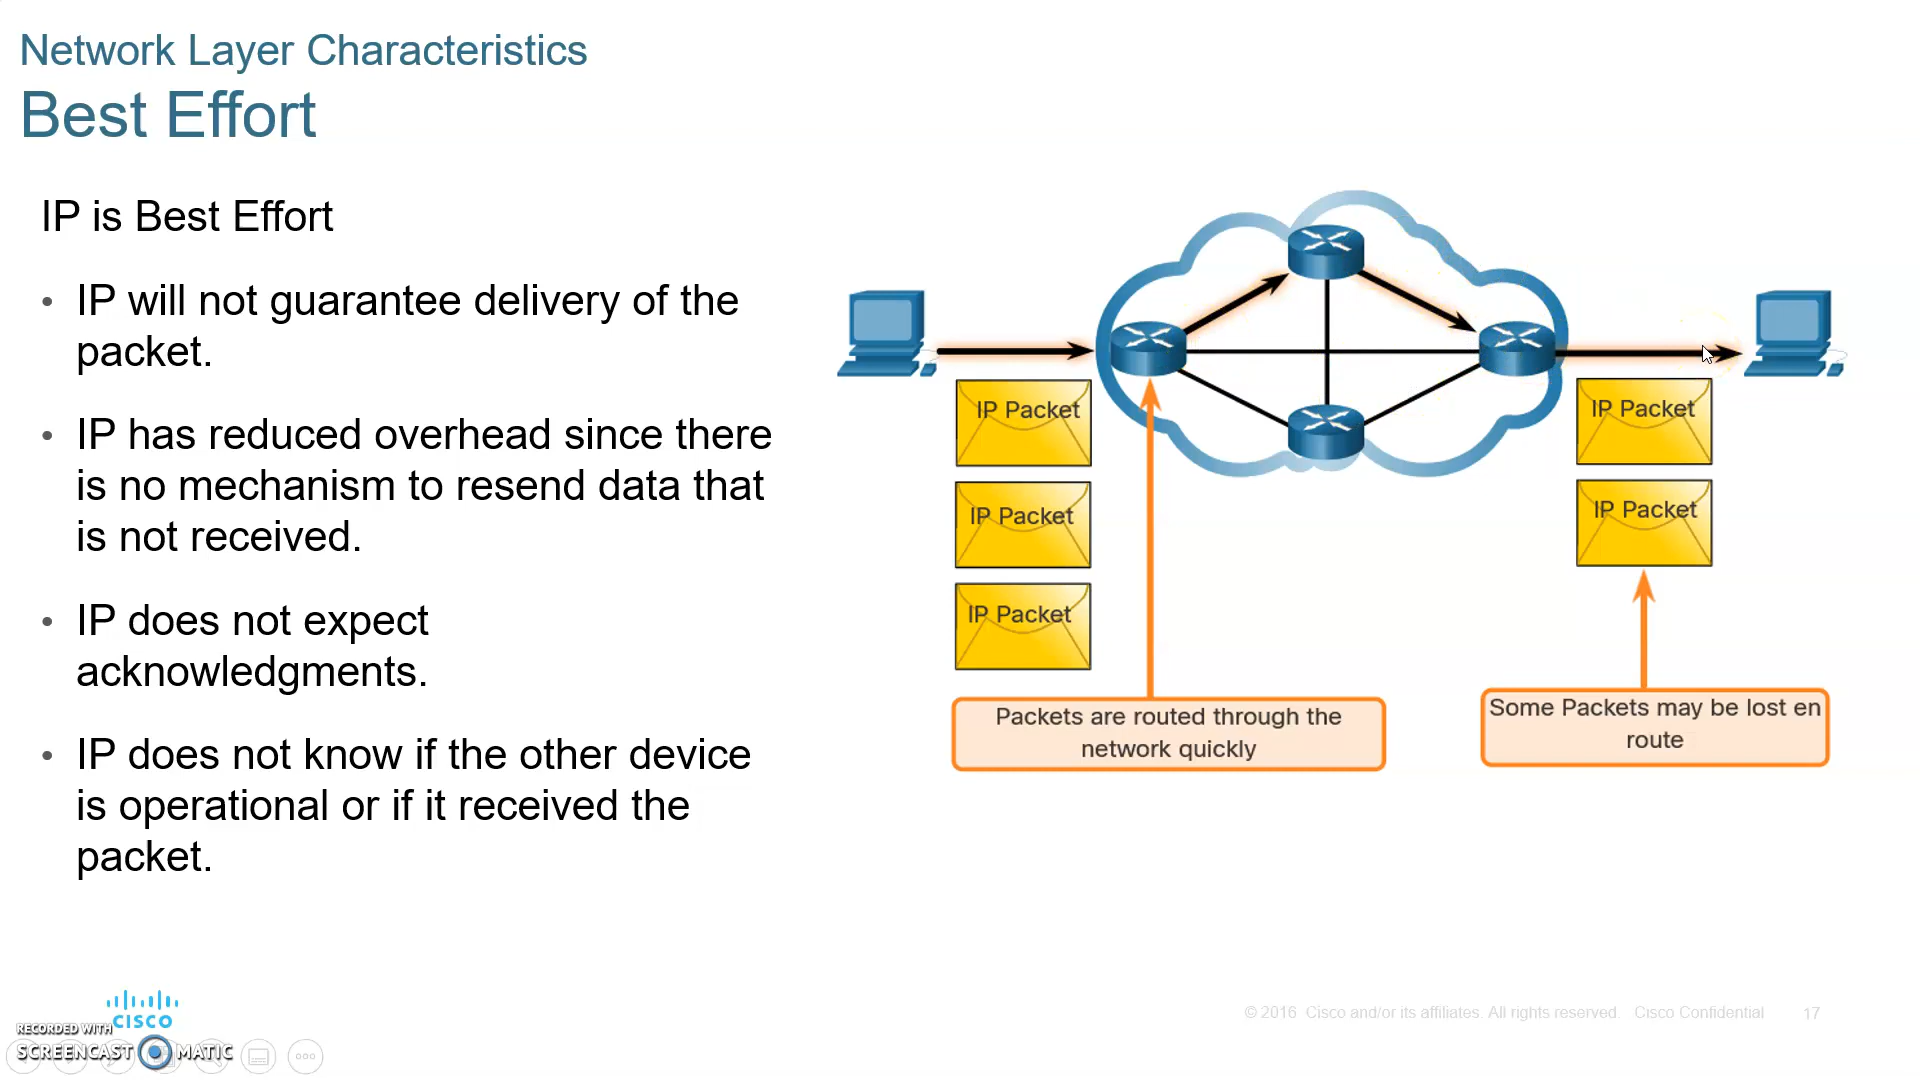 Network Layer Characteristics
Best Effort
IP is Best Effort
• IP will not guarantee delivery of the
packet.
• IP has reduced overhead since there
is no mechanism to resend data that
is not received.
• IP does not expect
acknowledgments.
• IP does not know if the other device
is operational or if it received the
packet.
IP Packet
IP Packet
IP Packet
IP Packet
IP Packet
Packets are routed through the
network quickly
Some Packets may be lost en
route
CISCO
RECORDED WITH
SCREENCAST MATIC
© 2016 Cisco and/or its affiliates. All rights reserved. Cisco Confidential 17